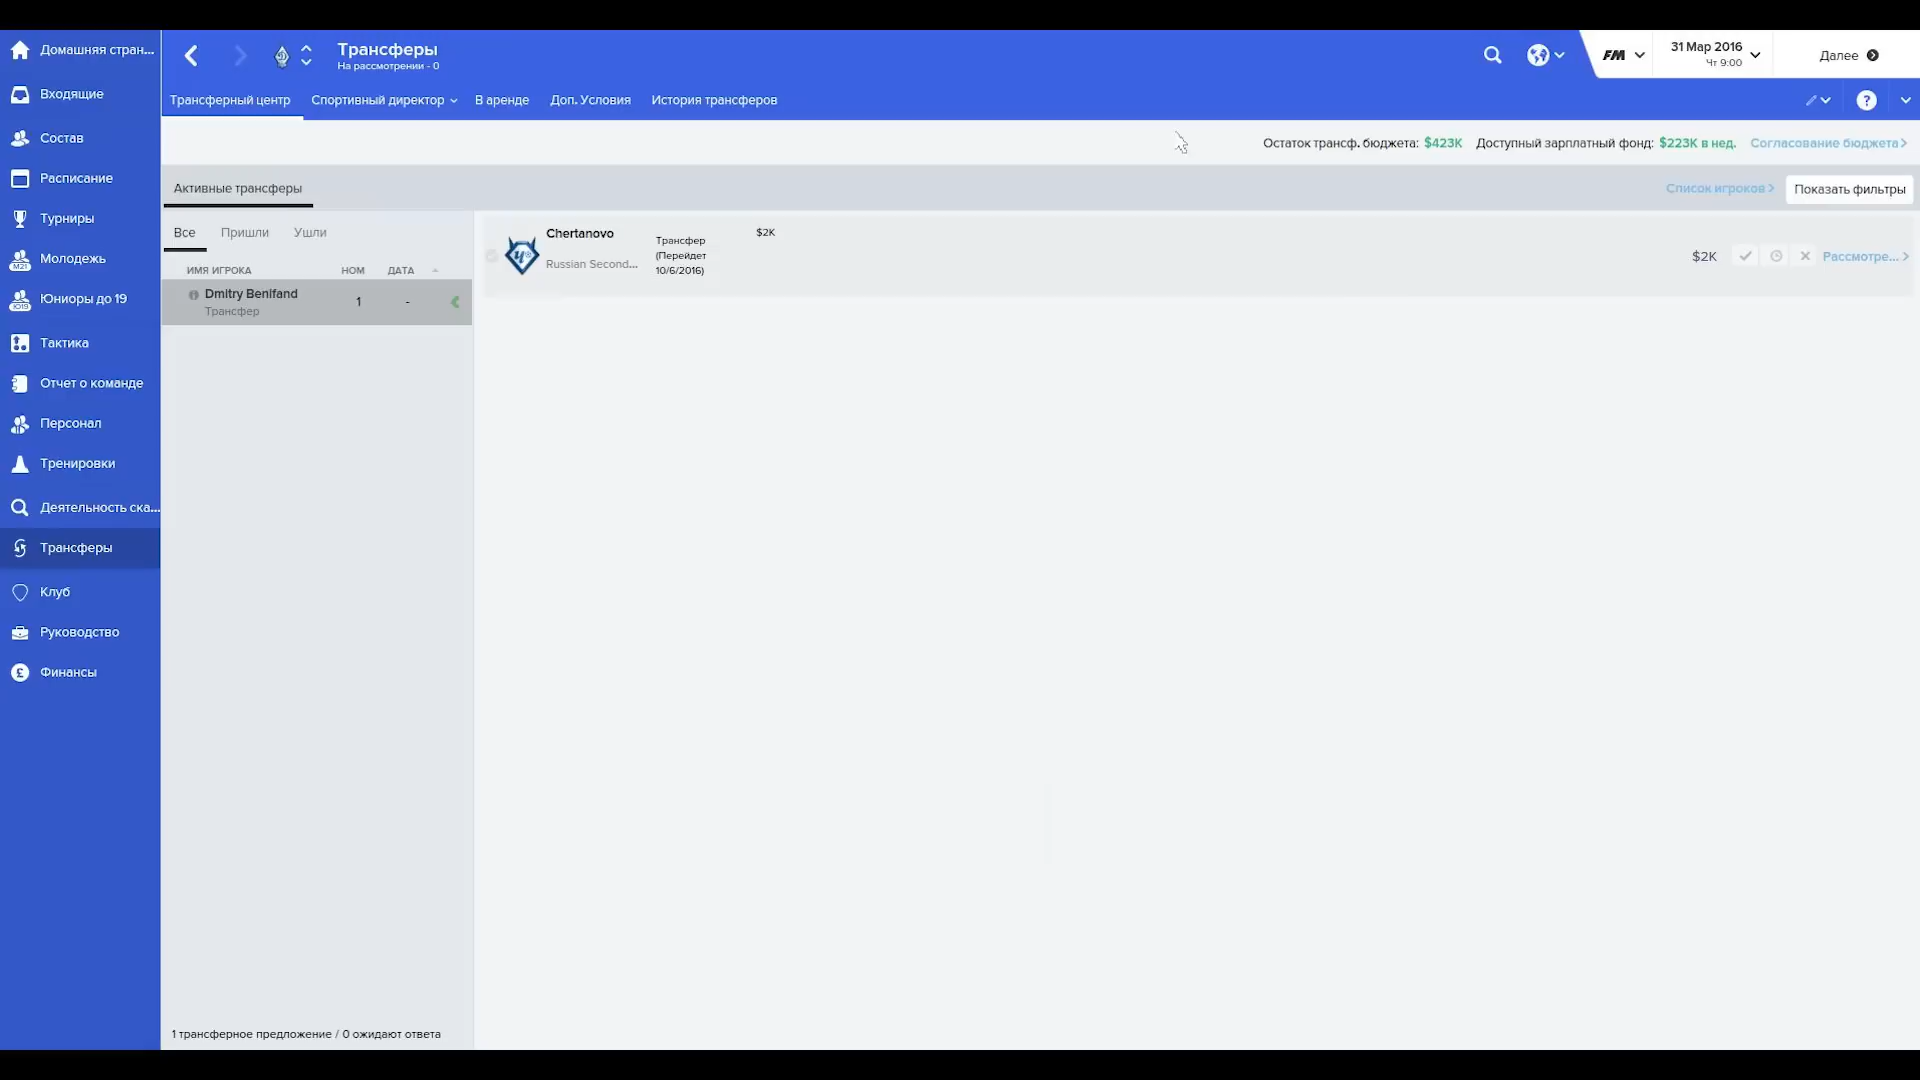 Домашняя стран...
Входящие
Состав
Расписание
Турниры
Молодежь
Юниоры до 19
Тактика
Отчет о команде
Персонал
Тренировки
Деятельность ска...
Трансферы
Клуб
Руководство
Финансы
Трансферы
На рассмотрении - 0
FM
31 Мар 2016
Чт 9:00
Далее
Трансферный центр Спортивный директор В аренде Доп. Условия История трансферов
?
Остаток трансф. бюджета: $423K Доступный зарплатный фонд: $223K в нед. Согласование бюджета
Активные трансферы
Список игроков
Показать фильтры
Все Пришли Ушли
ИМЯ ИГРОКА НОМ ДАТА
Dmitry Benifand 1 -
Трансфер
Chertanovo
Russian Second...
Трансфер
(Перейдет
10/6/2016)
$2K
$2K
Рассмотре...
1 трансферное предложение / 0 ожидают ответа